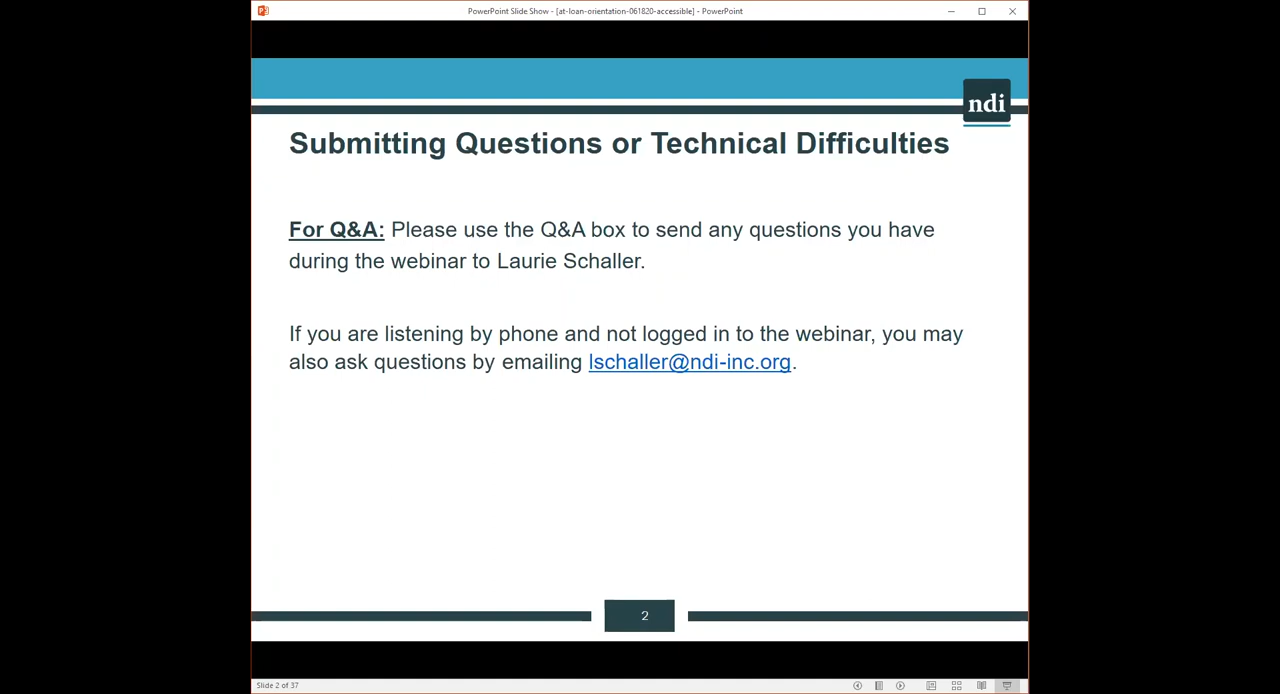 PowerPoint Slide Show - [at-loan-orientation-061820-accessible] - PowerPoint
ndi
Submitting Questions or Technical Difficulties
For Q&A: Please use the Q&A box to send any questions you have
during the webinar to Laurie Schaller.
If you are listening by phone and not logged in to the webinar, you may
also ask questions by emailing lschaller@ndi-inc.org.
2
Slide 2 of 37